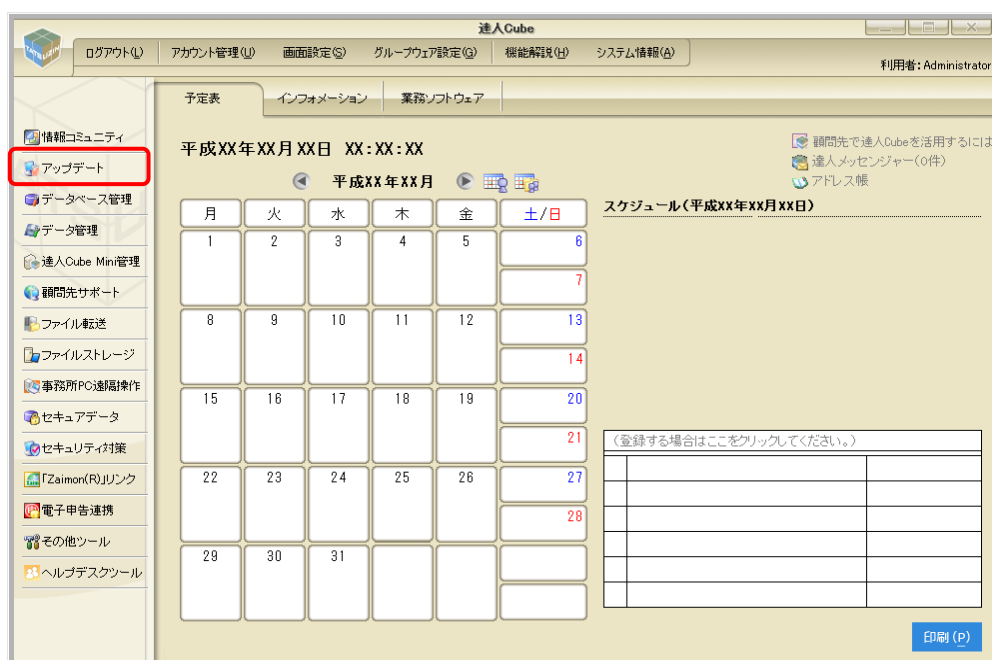 達人Cube
ログアウト(L) アカウント管理(U) 画面設定(S) グループウェア設定(G) 機能解説(H) システム情報(A)
利用者：Administrator
TATSUZIN
予定表 インフォメーション 業務ソフトウェア
情報コミュニティ
アップデート
データベース管理
データ管理
達人Cube Mini管理
顧問先サポート
ファイル転送
ファイルストレージ
事務所PC遠隔操作
セキュアデータ
セキュリティ対策
「Zaimon(R)」リンク
電子申告連携
その他ツール
ヘルプデスクツール
平成XX年XX月XX日 XX:XX:XX
顧問先で達人Cubeを活用するには
達人メッセンジャー(0件)
アドレス帳
平成XX年XX月
月 火 水 木 金 土/日
1 2 3 4 5 6
7
8 9 10 11 12 13
14
15 16 17 18 19 20
21
22 23 24 25 26 27
28
29 30 31
スケジュール(平成XX年XX月XX日)
(登録する場合はここをクリックしてください。)
印刷(P)